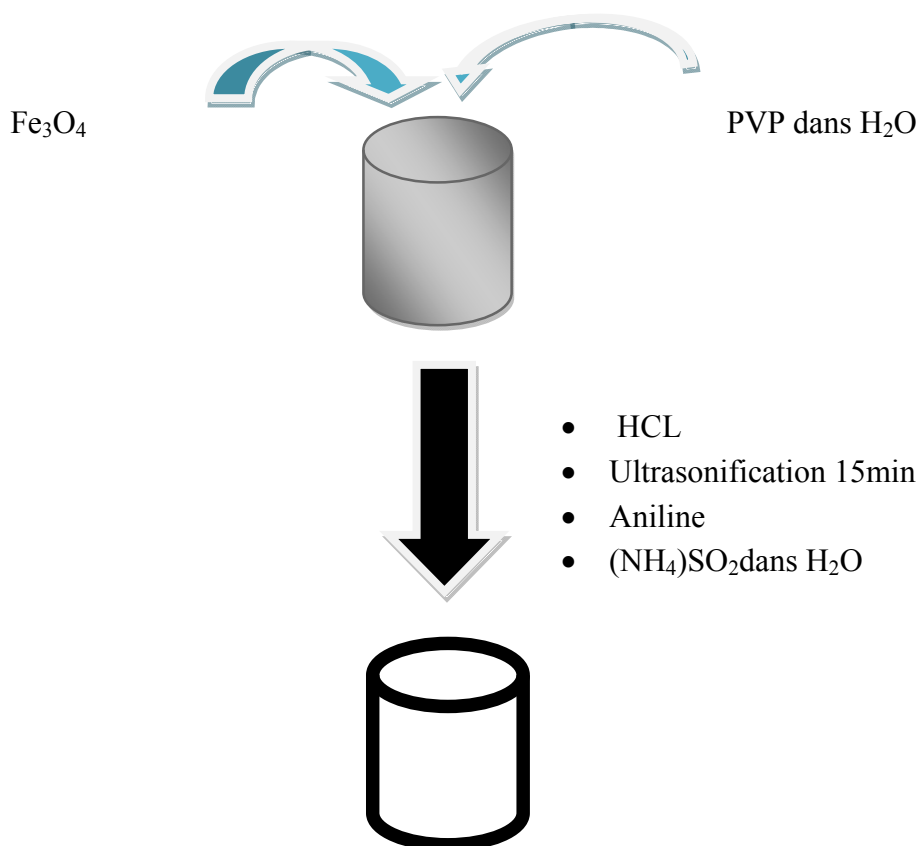 Fe₃O₄
PVP dans H₂O
• HCL
• Ultrasonification 15min
• Aniline
• (NH₄)SO₂dans H₂O